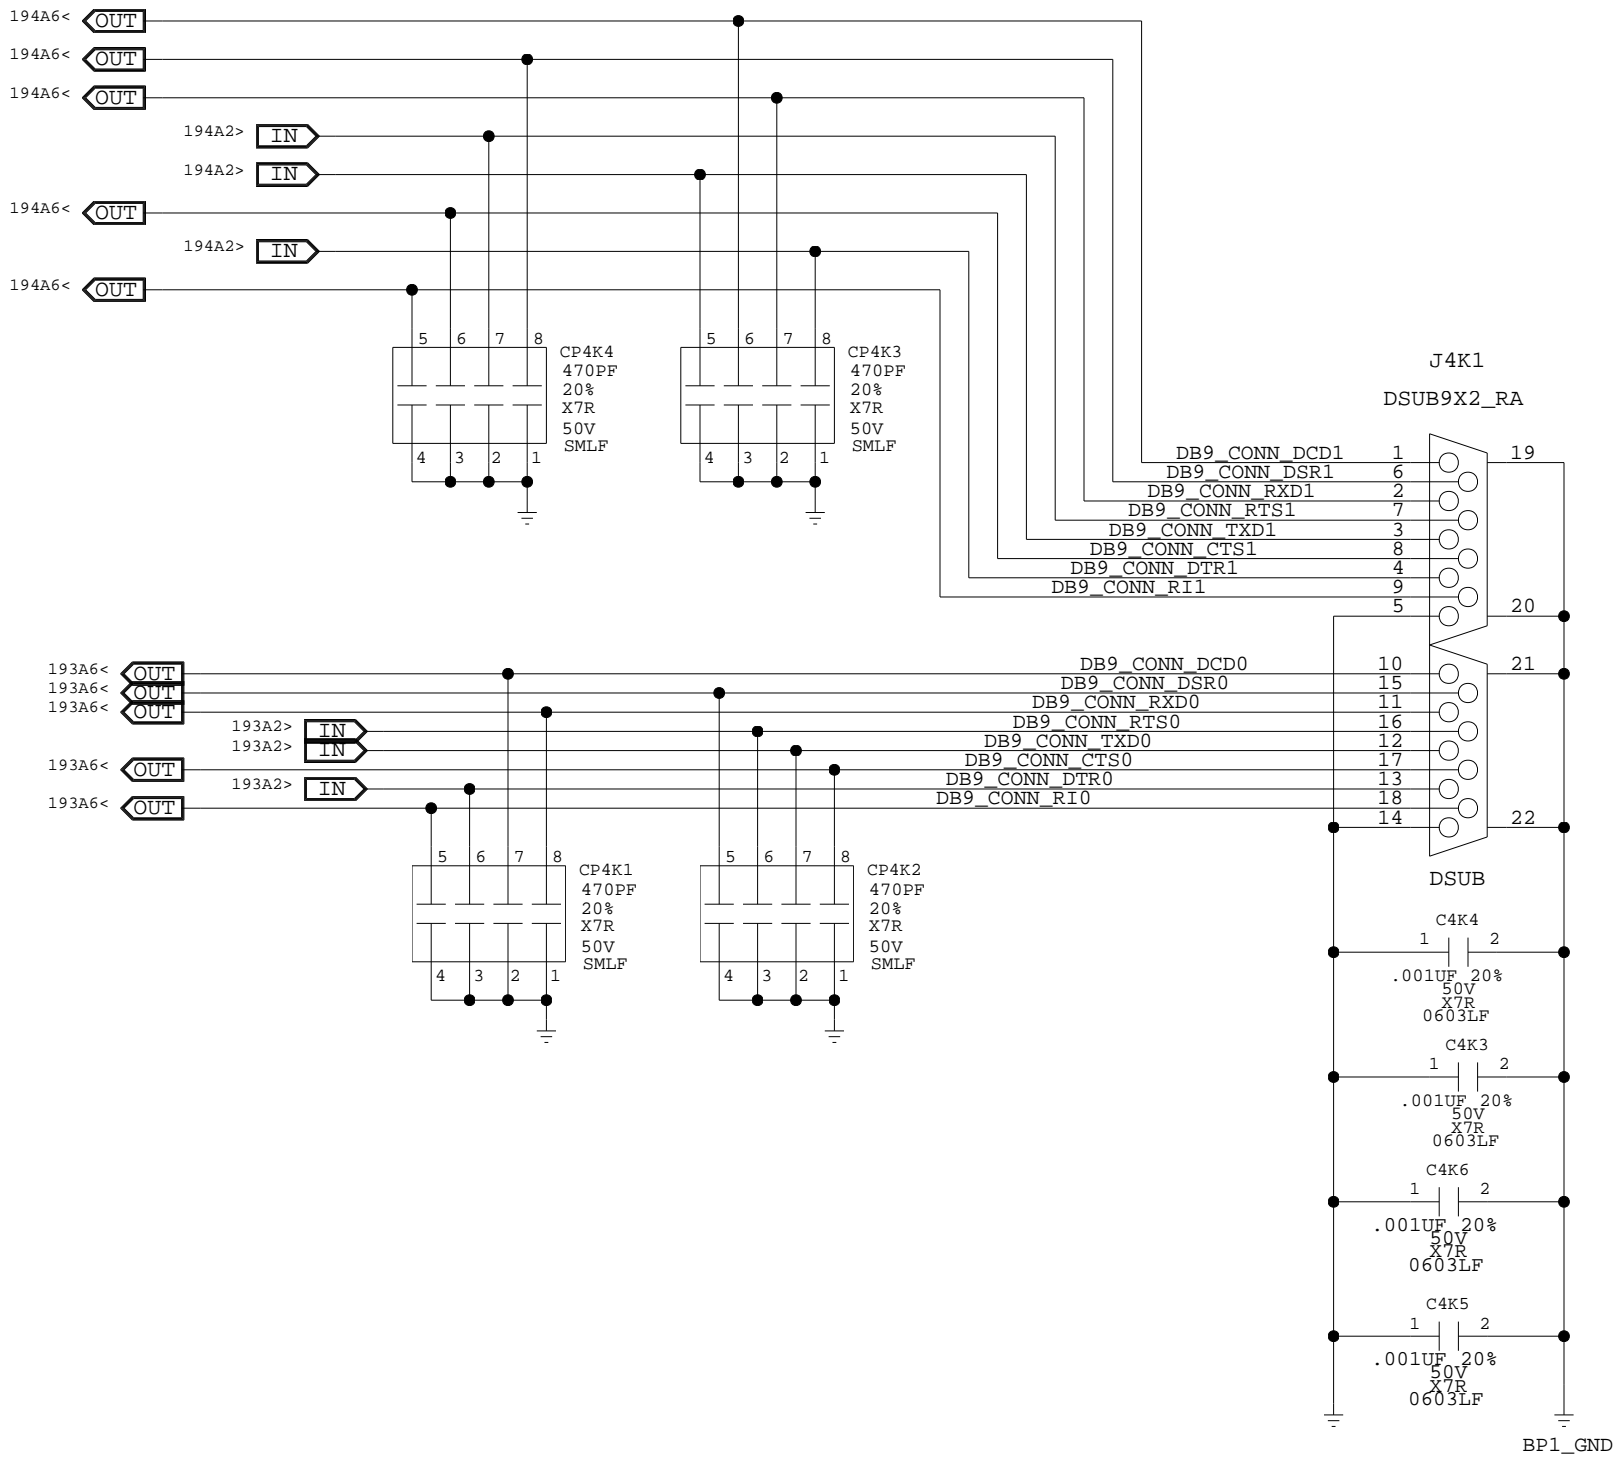 194A6< OUT
194A6< OUT
194A6< OUT
194A2> IN
194A2> IN
194A6< OUT
194A2> IN
194A6< OUT
5 6 7 8
CP4K4
470PF
20%
X7R
50V
SMLF
4 3 2 1
5 6 7 8
CP4K3
470PF
20%
X7R
50V
SMLF
4 3 2 1
J4K1
DSUB9X2_RA
DB9_CONN_DCD1 1 19
DB9_CONN_DSR1 6
DB9_CONN_RXD1 2
DB9_CONN_RTS1 7
DB9_CONN_TXD1 3
DB9_CONN_CTS1 8
DB9_CONN_DTR1 4
DB9_CONN_RI1 9
5 20
193A6< OUT DB9_CONN_DCD0 10 21
193A6< OUT DB9_CONN_DSR0 15
193A6< OUT DB9_CONN_RXD0 11
193A2> IN DB9_CONN_RTS0 16
193A2> IN DB9_CONN_TXD0 12
193A6< OUT DB9_CONN_CTS0 17
193A2> IN DB9_CONN_DTR0 13
193A6< OUT DB9_CONN_RI0 18
14 22
DSUB
5 6 7 8
CP4K1
470PF
20%
X7R
50V
SMLF
4 3 2 1
5 6 7 8
CP4K2
470PF
20%
X7R
50V
SMLF
4 3 2 1
C4K4
1 2
.001UF 20%
50V
X7R
0603LF
C4K3
1 2
.001UF 20%
50V
X7R
0603LF
C4K6
1 2
.001UF 20%
50V
X7R
0603LF
C4K5
1 2
.001UF 20%
50V
X7R
0603LF
BP1_GND